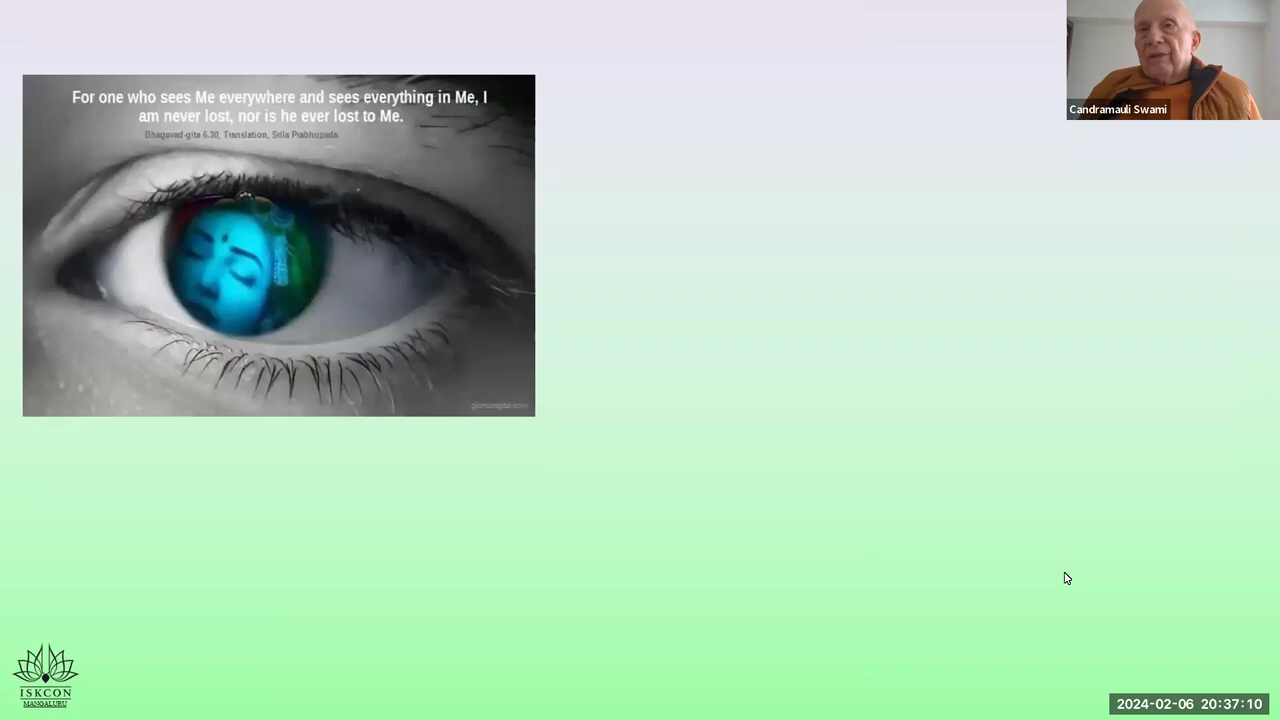 For one who sees Me everywhere and sees everything in Me, I
am never lost, nor is he ever lost to Me.
Bhagavad-gita 6.30, Translation, Srila Prabhupada
Candramauli Swami
ISKCON
MANGALURU
2024-02-06 20:37:10